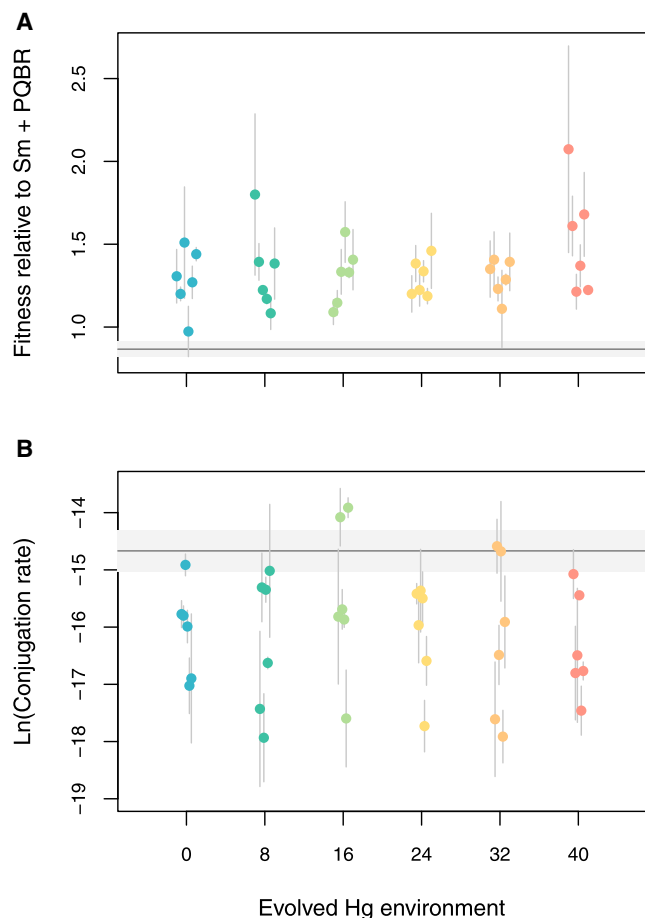 A
Fitness relative to Sm + PQBR
2.5
2.0
1.5
1.0
B
Ln(Conjugation rate)
−14
−15
−16
−17
−18
−19
0 8 16 24 32 40
Evolved Hg environment